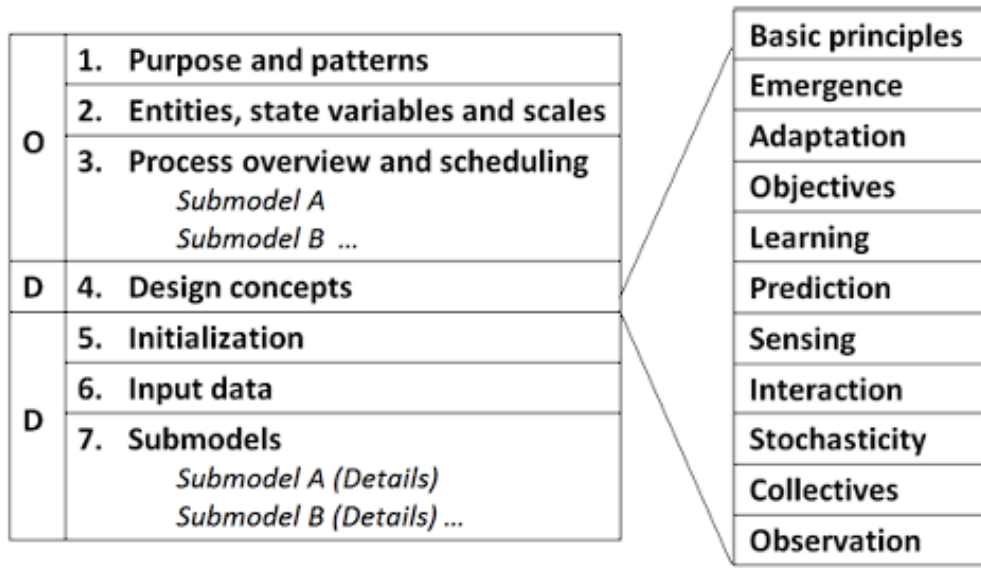 O
1. Purpose and patterns
2. Entities, state variables and scales
3. Process overview and scheduling
Submodel A
Submodel B ...
D
4. Design concepts
D
5. Initialization
6. Input data
7. Submodels
Submodel A (Details)
Submodel B (Details) ...
Basic principles
Emergence
Adaptation
Objectives
Learning
Prediction
Sensing
Interaction
Stochasticity
Collectives
Observation